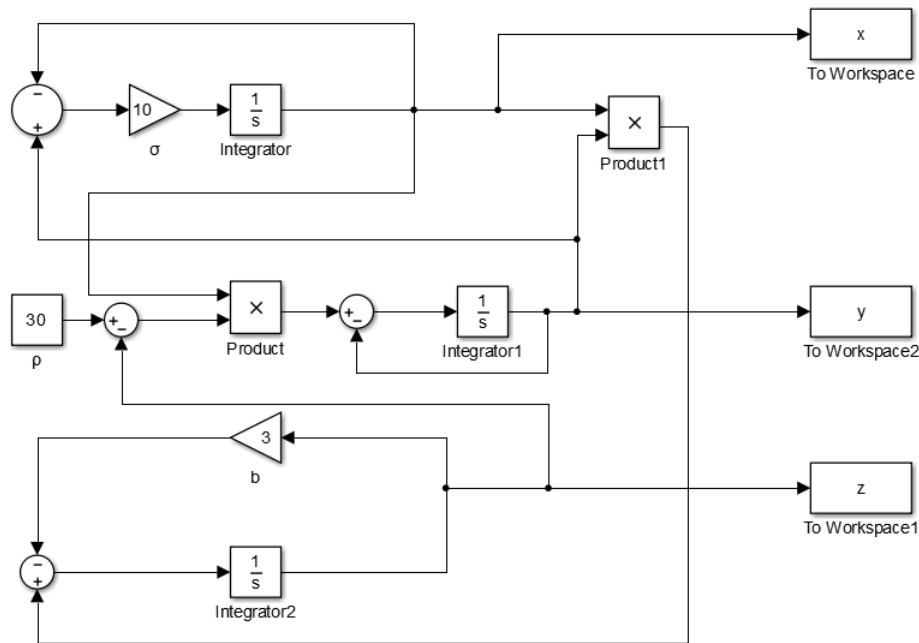 x
To Workspace
-
+
10
σ
1
s
Integrator
×
Product1
30
ρ
+
-
×
Product
+
-
1
s
Integrator1
y
To Workspace2
3
b
z
To Workspace1
-
+
1
s
Integrator2